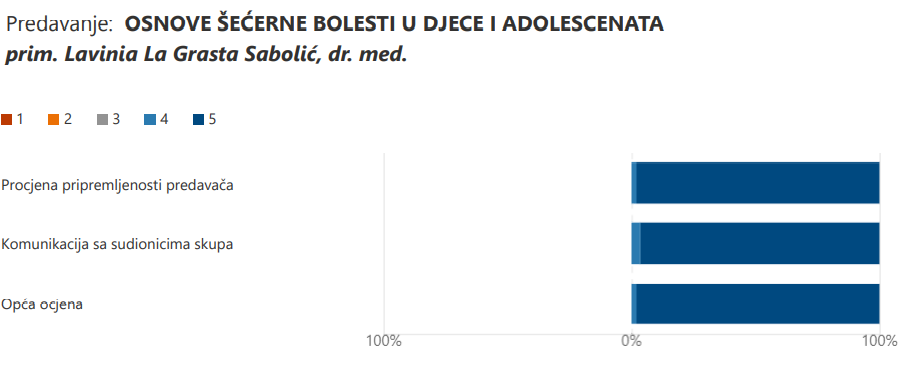 Predavanje: OSNOVE ŠEĆERNE BOLESTI U DJECE I ADOLESCENATA
prim. Lavinia La Grasta Sabolić, dr. med.
1 2 3 4 5
Procjena pripremljenosti predavača
Komunikacija sa sudionicima skupa
Opća ocjena
100% 0% 100%